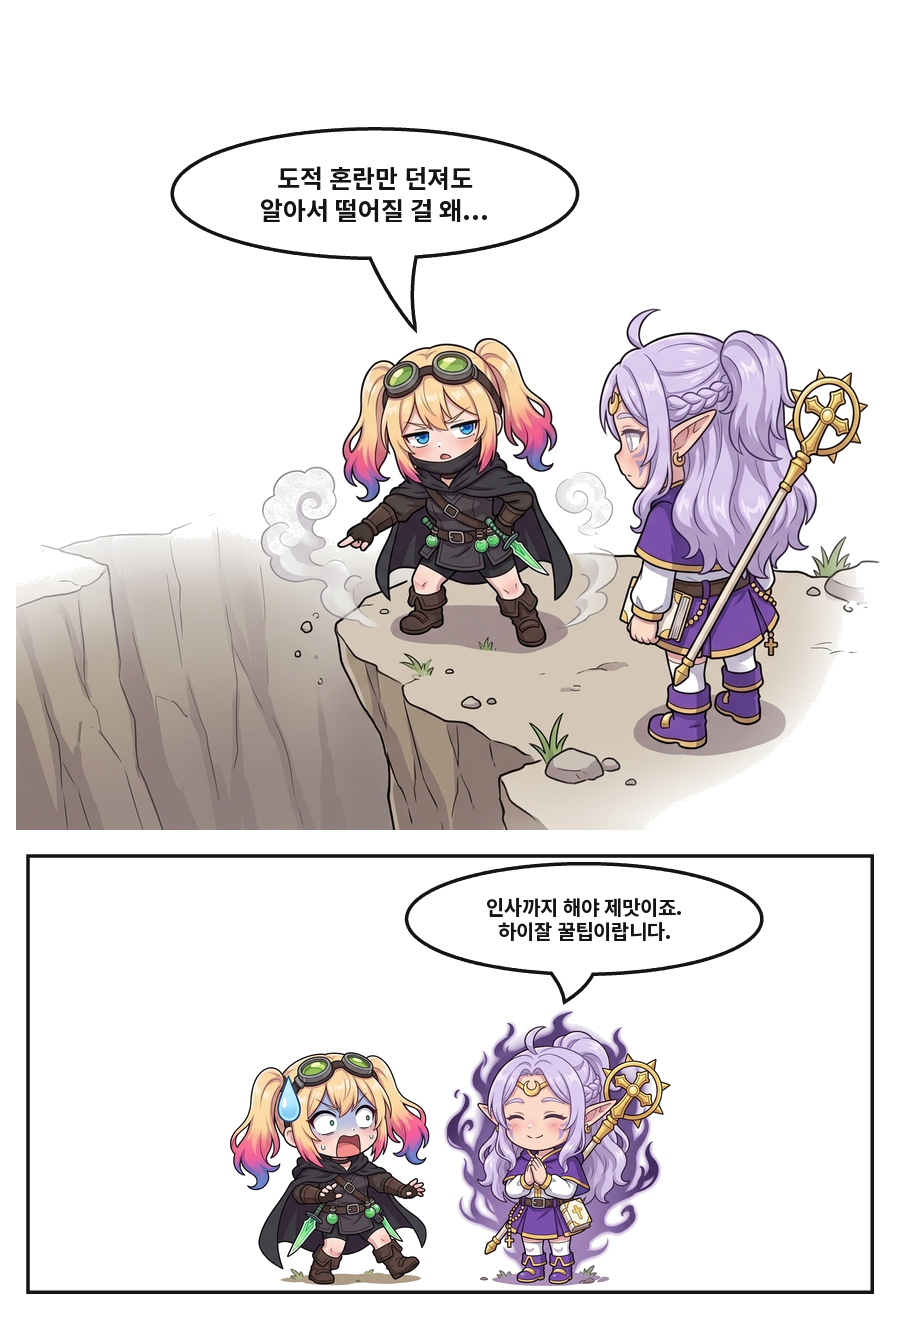 도적 혼란만 던져도
알아서 떨어질 걸 왜...
인사까지 해야 제맛이죠.
하이잘 꿀팁이랍니다.